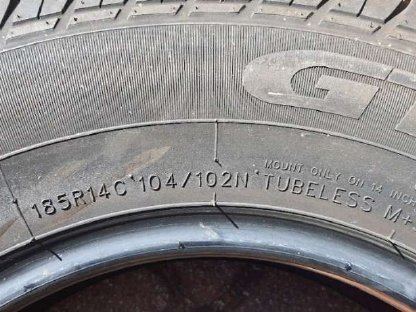 GT
MOUNT ONLY ON 14 INCH
185R14C 104/102N TUBELESS